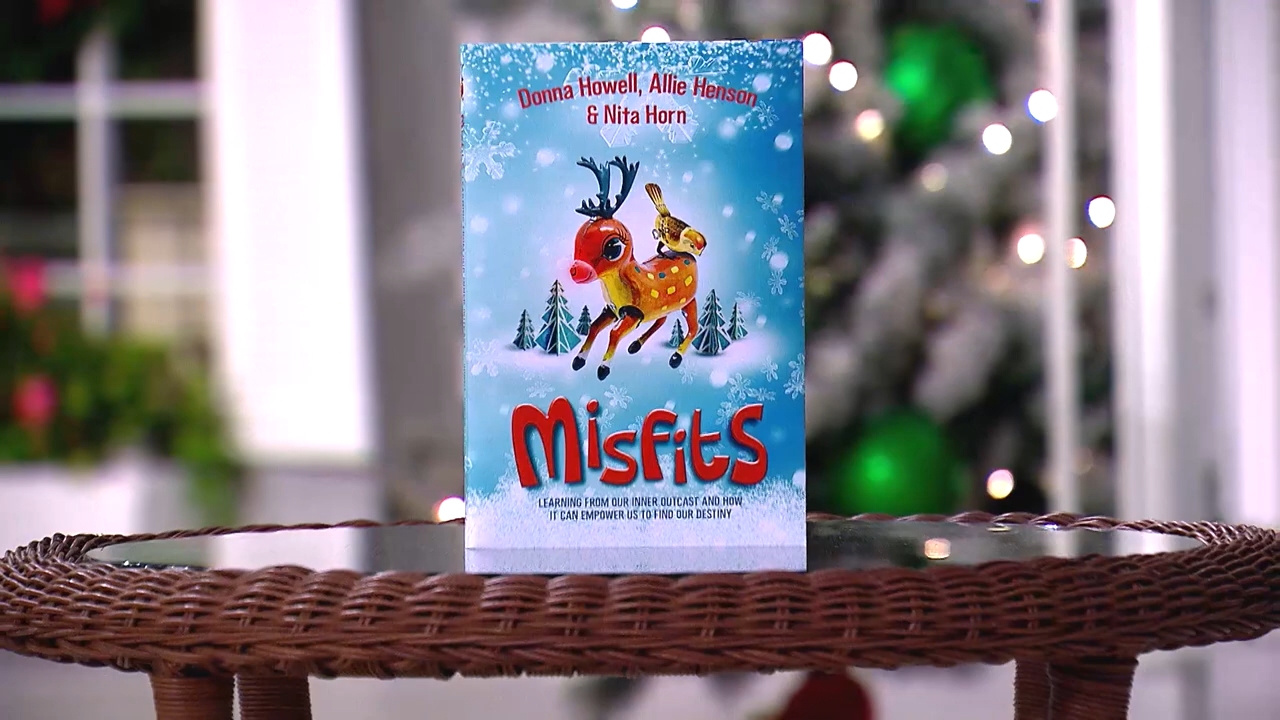 Donna Howell, Allie Henson
& Nita Horn
Misfits
LEARNING FROM OUR INNER OUTCAST AND HOW
IT CAN EMPOWER US TO FIND OUR DESTINY